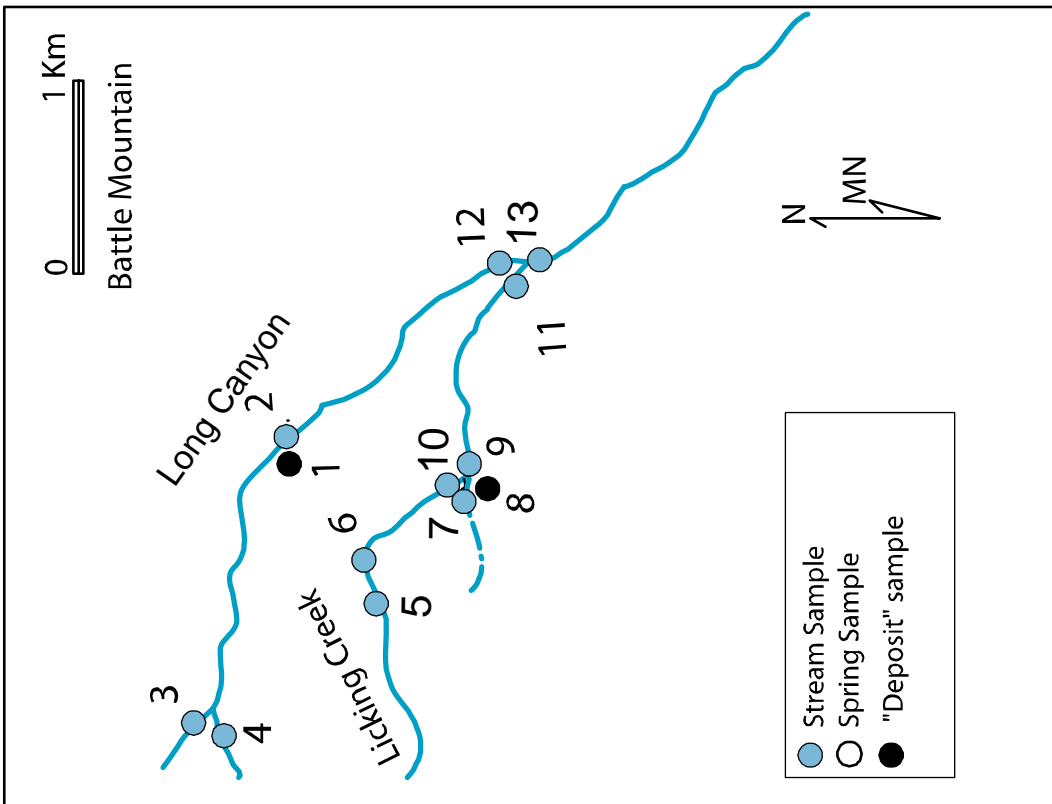 0 1 Km
Battle Mountain
Long Canyon
Licking Creek
1
2
3
4
5
6
7
8
9
10
11
12
13
N
MN
Stream Sample
Spring Sample
"Deposit" sample